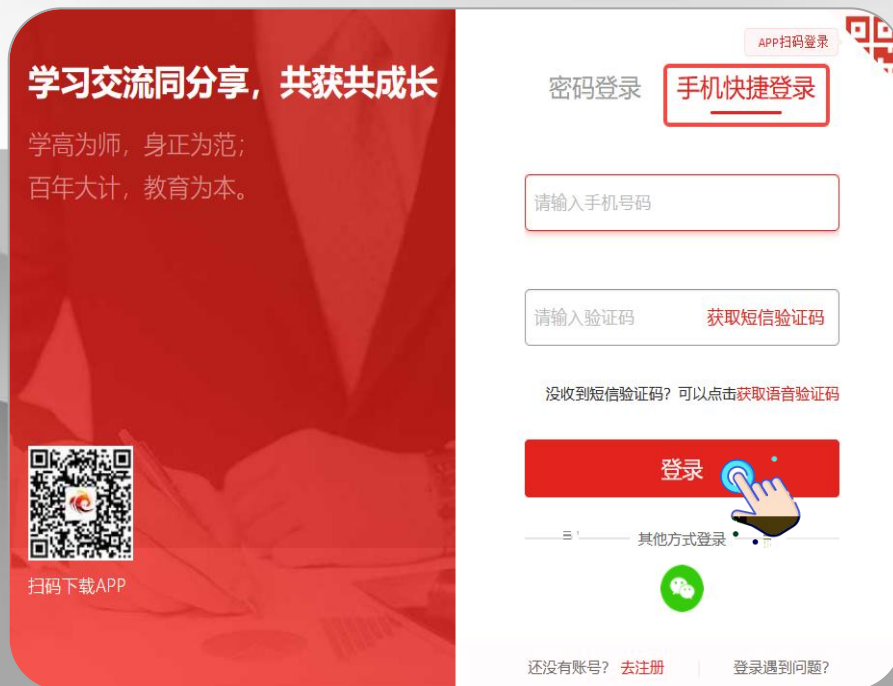 学习交流同分享，共获共成长
学高为师，身正为范；
百年大计，教育为本。
扫码下载APP
APP扫码登录
密码登录 手机快捷登录
请输入手机号码
请输入验证码 获取短信验证码
没收到短信验证码？可以点击获取语音验证码
登录
其他方式登录
还没有账号？去注册 登录遇到问题？